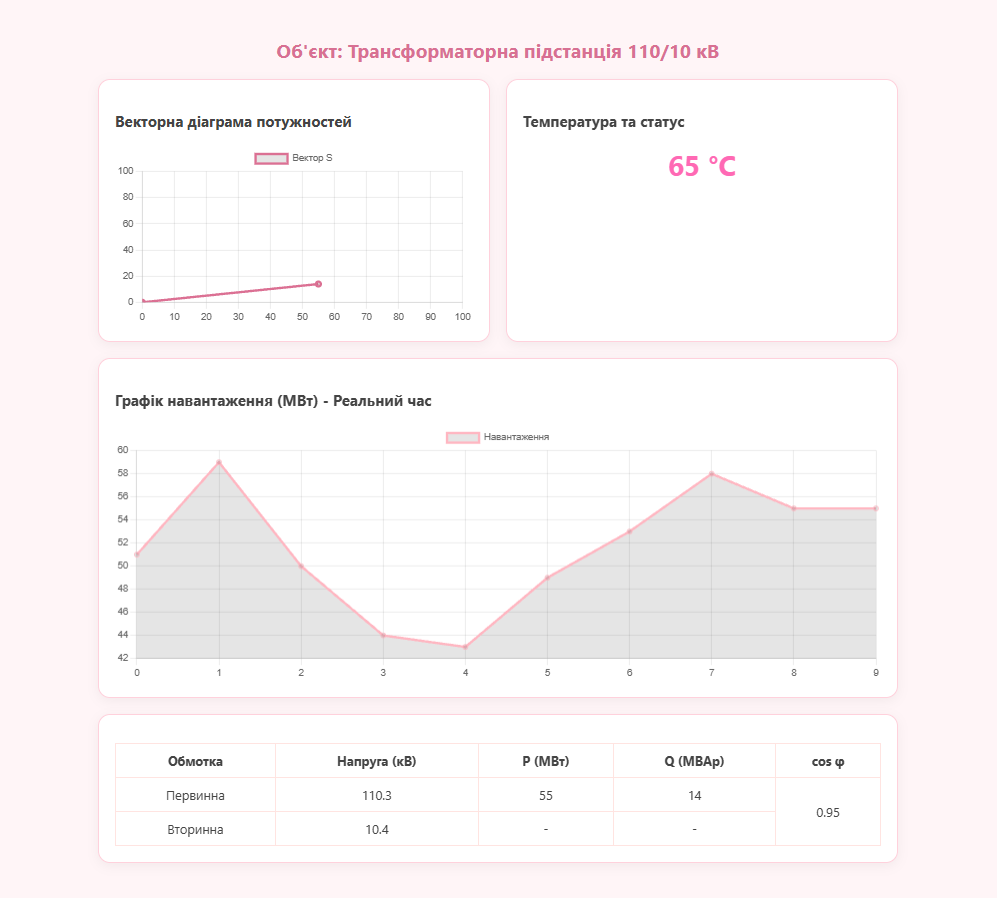 Об'єкт: Трансформаторна підстанція 110/10 кВ
Векторна діаграма потужностей
Вектор S
100
80
60
40
20
0
0 10 20 30 40 50 60 70 80 90 100
Температура та статус
65 °C
Графік навантаження (МВт) - Реальний час
Навантаження
60
58
56
54
52
50
48
46
44
42
0 1 2 3 4 5 6 7 8 9
Обмотка Напруга (кВ) P (МВт) Q (МВАр) cos φ
Первинна 110.3 55 14 0.95
Вторинна 10.4 - -